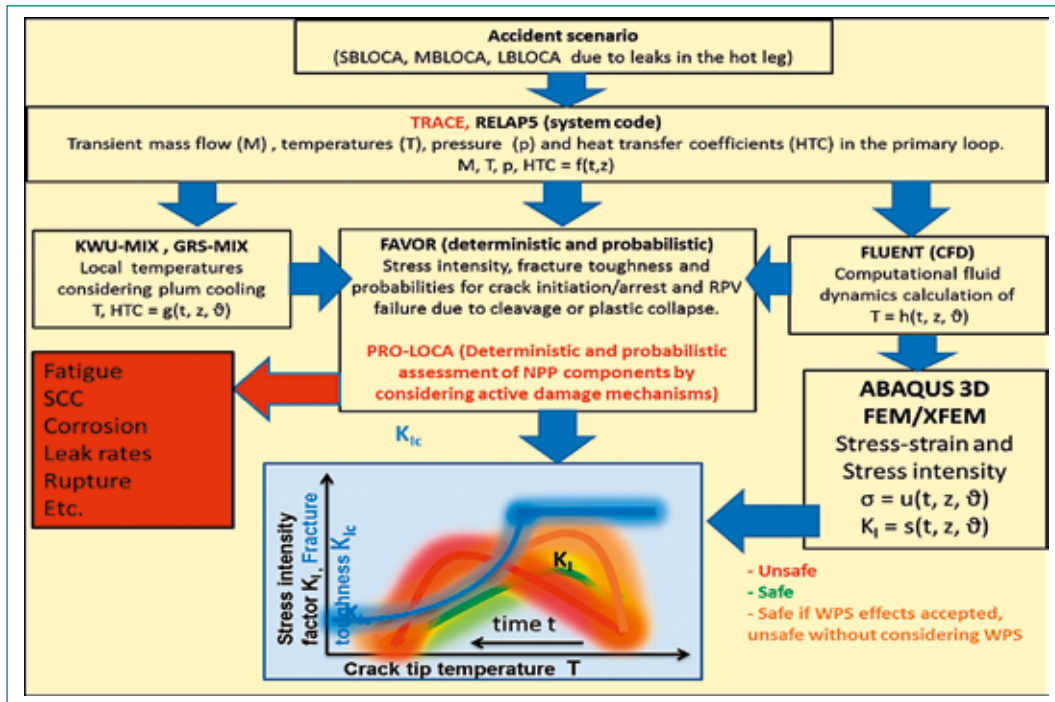 Accident scenario
(SBLOCA, MBLOCA, LBLOCA due to leaks in the hot leg)
TRACE, RELAP5 (system code)
Transient mass flow (M) , temperatures (T), pressure (p) and heat transfer coefficients (HTC) in the primary loop.
M, T, p, HTC = f(t,z)
KWU-MIX , GRS-MIX
Local temperatures
considering plum cooling
T, HTC = g(t, z, ϑ)
FAVOR (deterministic and probabilistic)
Stress intensity, fracture toughness and
probabilities for crack initiation/arrest and RPV
failure due to cleavage or plastic collapse.
PRO-LOCA (Deterministic and probabilistic
assessment of NPP components by
considering active damage mechanisms)
FLUENT (CFD)
Computational fluid
dynamics calculation of
T = h(t, z, ϑ)
Fatigue
SCC
Corrosion
Leak rates
Rupture
Etc.
ABAQUS 3D
FEM/XFEM
Stress-strain and
Stress intensity
σ = u(t, z, ϑ)
K_I = s(t, z, ϑ)
K_Ic
Stress intensity
factor K_I, Fracture
toughness K_Ic
K_I
time t
Crack tip temperature T
- Unsafe
- Safe
- Safe if WPS effects accepted,
unsafe without considering WPS